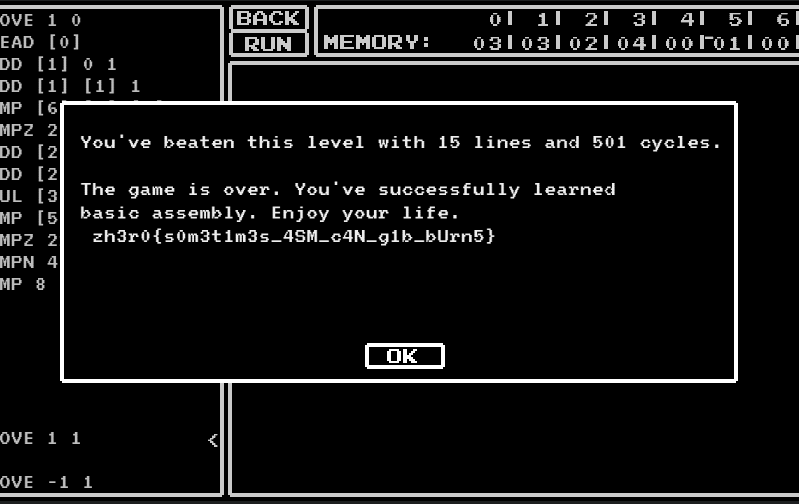 OVE 1 0
EAD [0]
DD [1] 0 1
DD [1] [1] 1
MP [6
MPZ 2
DD [2
DD [2
UL [3
MP [5
MPZ 2
MPN 4
MP 8
OVE 1 1
<
OVE -1 1
BACK
RUN
0| 1| 2| 3| 4| 5| 6
MEMORY: 03|03|02|04|00|-01|00
You've beaten this level with 15 lines and 501 cycles.
The game is over. You've successfully learned
basic assembly. Enjoy your life.
zh3r0{s0m3t1m3s_4SM_c4N_g1b_bUrn5}
OK